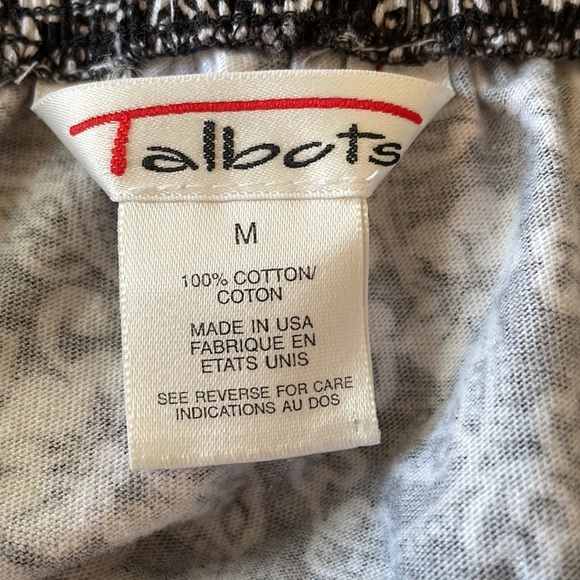 Talbots
M
100% COTTON/
COTON
MADE IN USA
FABRIQUE EN
ETATS UNIS
SEE REVERSE FOR CARE
INDICATIONS AU DOS